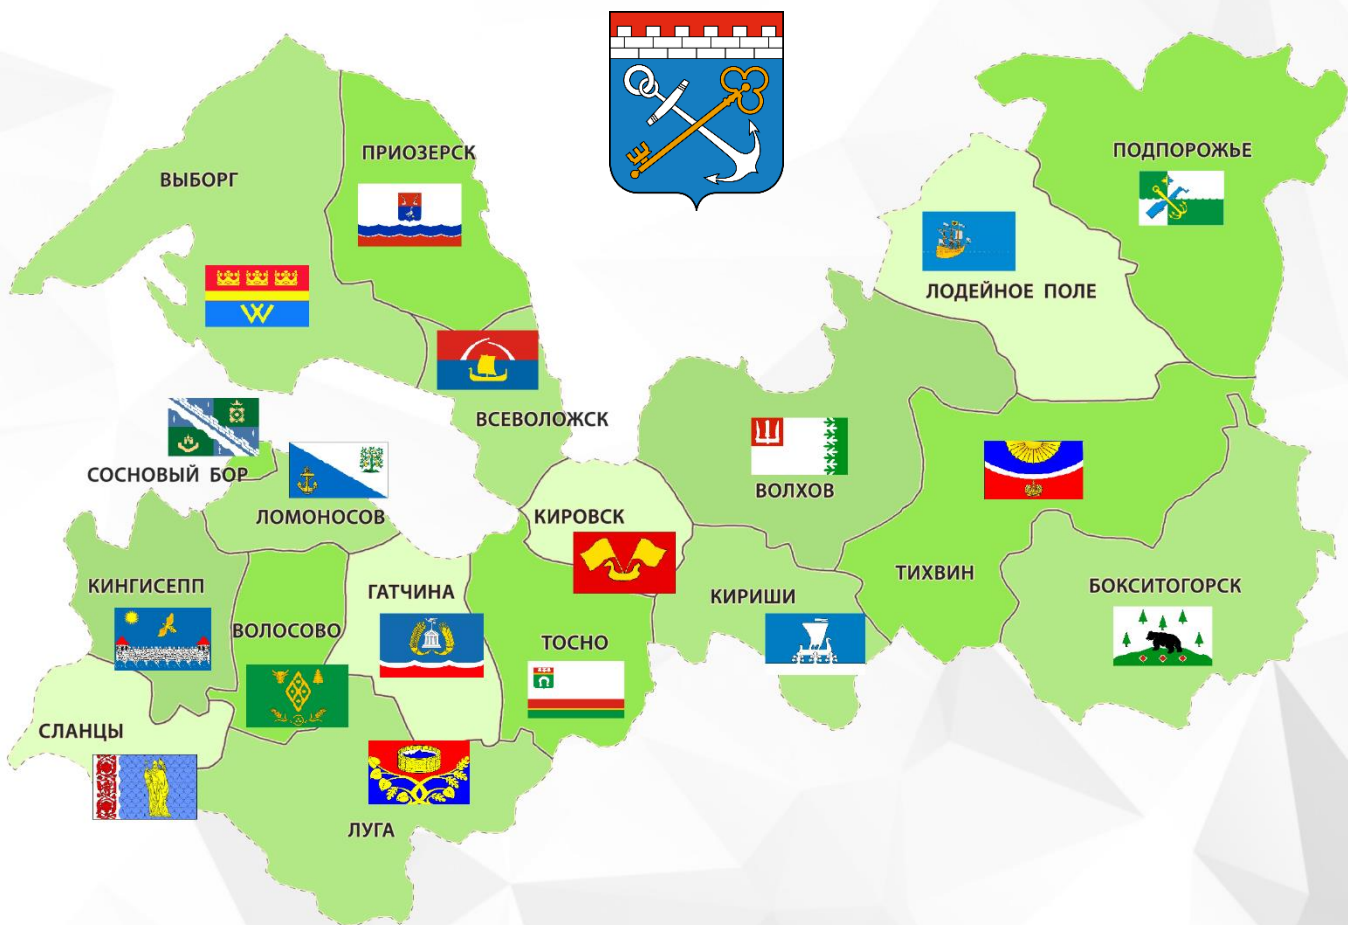 ПРИОЗЕРСК
ВЫБОРГ
ПОДПОРОЖЬЕ
ЛОДЕЙНОЕ ПОЛЕ
ВСЕВОЛОЖСК
СОСНОВЫЙ БОР
ЛОМОНОСОВ
ВОЛХОВ
КИРОВСК
КИНГИСЕПП
ГАТЧИНА
ВОЛОСОВО
ТОСНО
КИРИШИ
ТИХВИН
БОКСИТОГОРСК
СЛАНЦЫ
ЛУГА